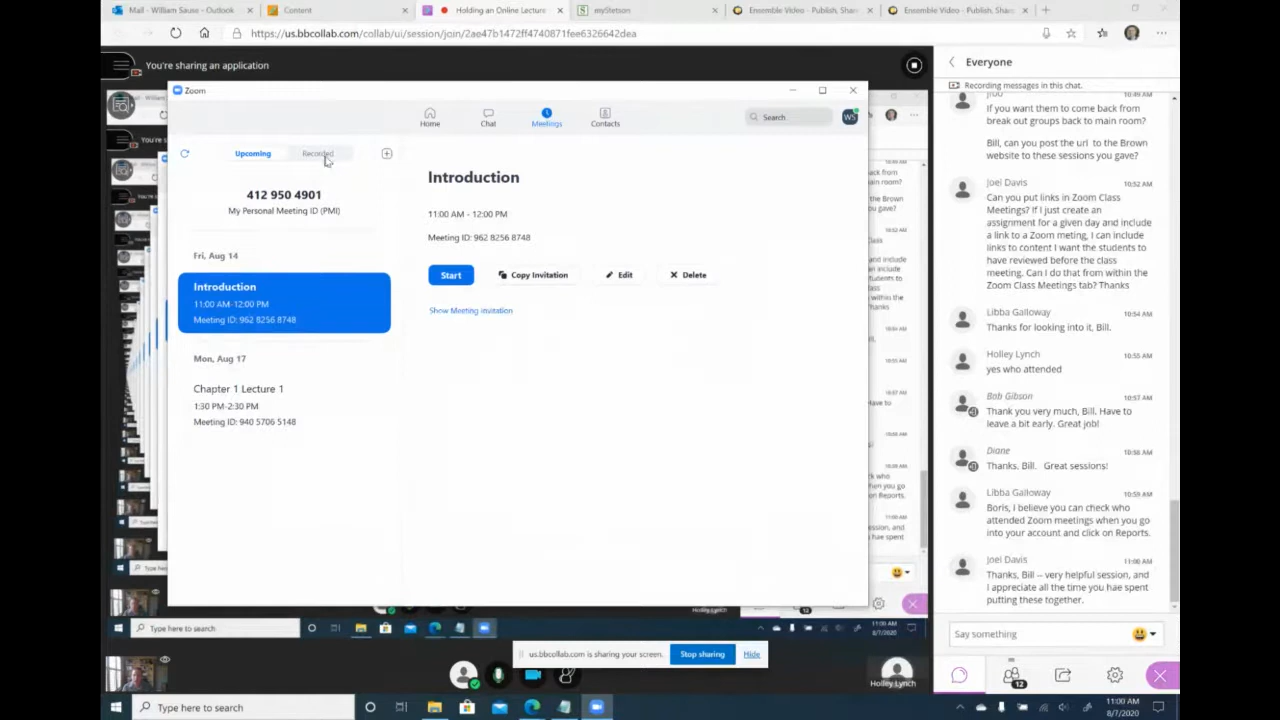 Mail - William Sause - Outlook
Content
Holding an Online Lecture
myStetson
Ensemble Video - Publish, Shar
Ensemble Video - Publish, Shar
https://us.bbcollab.com/collab/ui/session/join/2ae47b1472ff4740871fee6326642dea
You're sharing an application
Everyone
Recording messages in this chat.
Zoom
Home
Chat
Meetings
Contacts
Search
WS
Upcoming
Recorded
412 950 4901
My Personal Meeting ID (PMI)
Fri, Aug 14
Introduction
11:00 AM-12:00 PM
Meeting ID: 962 8256 8748
Mon, Aug 17
Chapter 1 Lecture 1
1:30 PM-2:30 PM
Meeting ID: 940 5706 5148
Introduction
11:00 AM - 12:00 PM
Meeting ID: 962 8256 8748
Start
Copy Invitation
Edit
Delete
Show Meeting Invitation
10:49 AM
If you want them to come back from
break out groups back to main room?
Bill, can you post the url to the Brown
website to these sessions you gave?
Joel Davis
10:52 AM
Can you put links in Zoom Class
Meetings? If I just create an
assignment for a given day and include
a link to a Zoom meting, I can include
links to content I want the students to
have reviewed before the class
meeting. Can I do that from within the
Zoom Class Meetings tab? Thanks
Libba Galloway
10:54 AM
Thanks for looking into it, Bill.
Holley Lynch
10:55 AM
yes who attended
Bob Gibson
10:57 AM
Thank you very much, Bill. Have to
leave a bit early. Great job!
Diane
10:58 AM
Thanks, Bill. Great sessions!
Libba Galloway
10:59 AM
Boris, I believe you can check who
attended Zoom meetings when you go
into your account and click on Reports.
Joel Davis
11:00 AM
Thanks, Bill -- very helpful session, and
I appreciate all the time you hae spent
putting these together.
Say something
12
Type here to search
11:00 AM
8/7/2020
us.bbcollab.com is sharing your screen.
Stop sharing
Hide
Holley Lynch
Type here to search
11:00 AM
8/7/2020